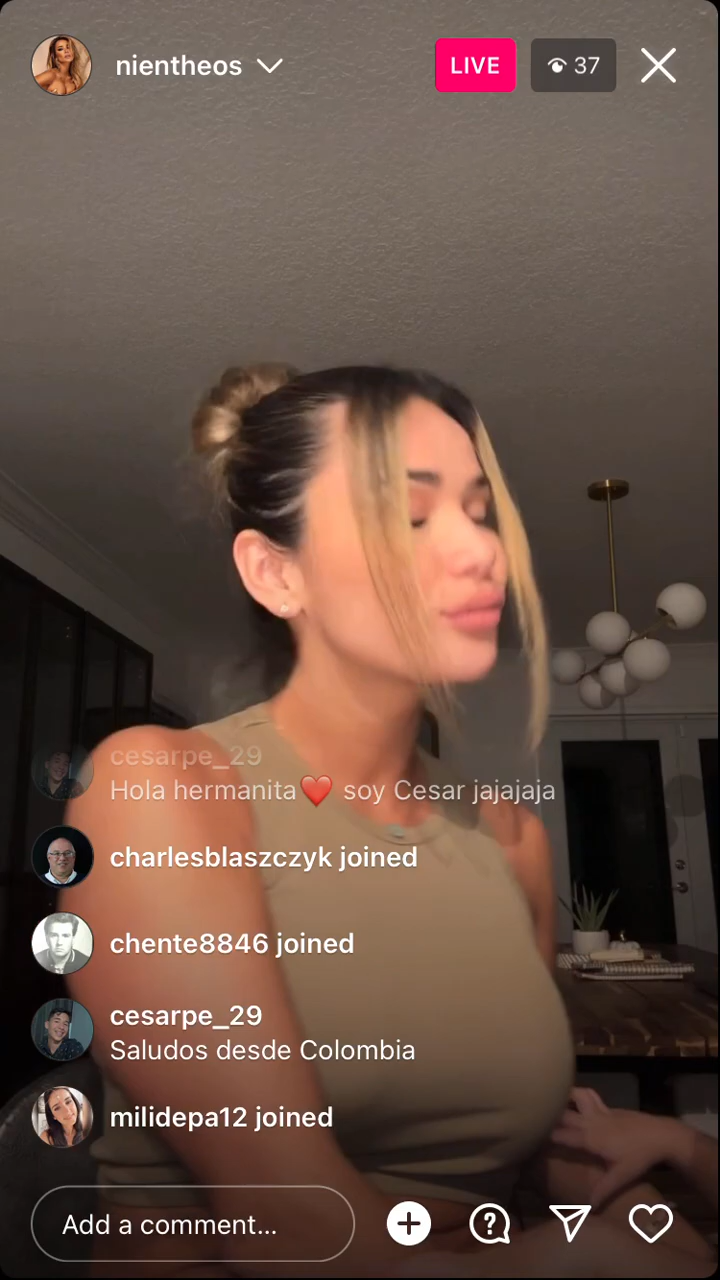 nientheos
LIVE
37
cesarpe_29
Hola hermanita❤️ soy Cesar jajajaja
charlesblaszczyk joined
chente8846 joined
cesarpe_29
Saludos desde Colombia
milidepa12 joined
Add a comment...